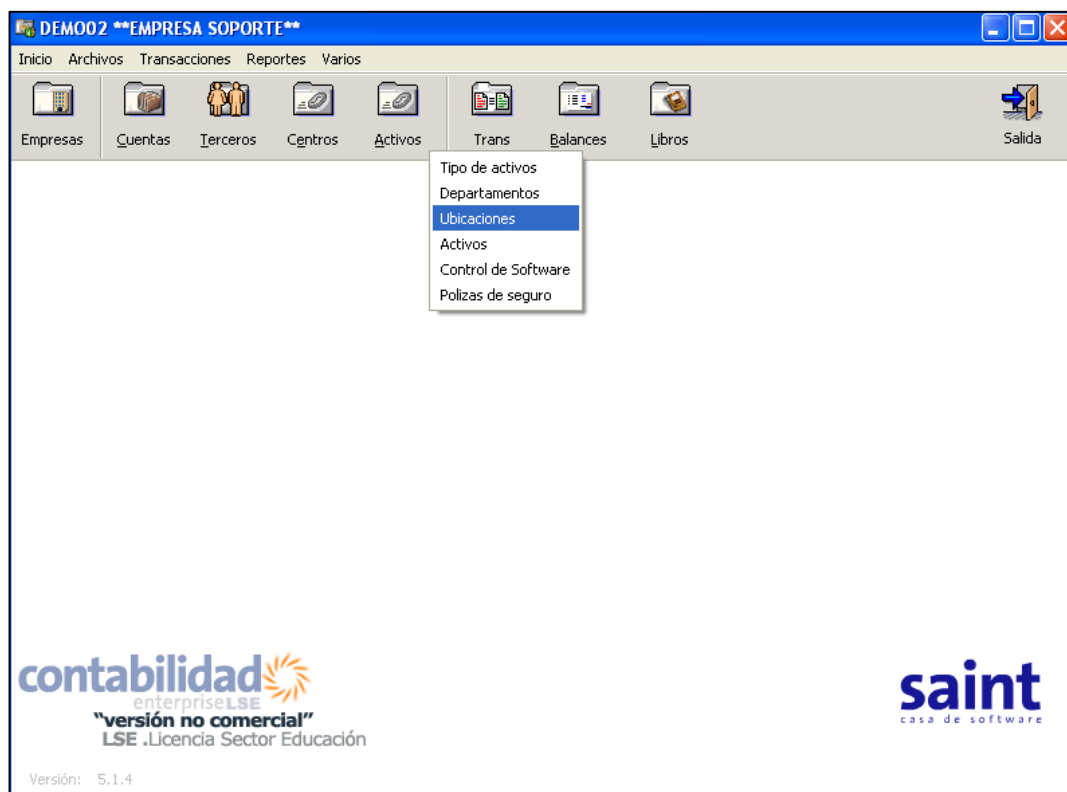 DEMO02 **EMPRESA SOPORTE**
Inicio Archivos Transacciones Reportes Varios
Empresas Cuentas Terceros Centros Activos Trans Balances Libros Salida
Tipo de activos
Departamentos
Ubicaciones
Activos
Control de Software
Polizas de seguro
contabilidad
enterprise LSE
"versión no comercial"
LSE .Licencia Sector Educación
saint
casa de software
Versión: 5.1.4